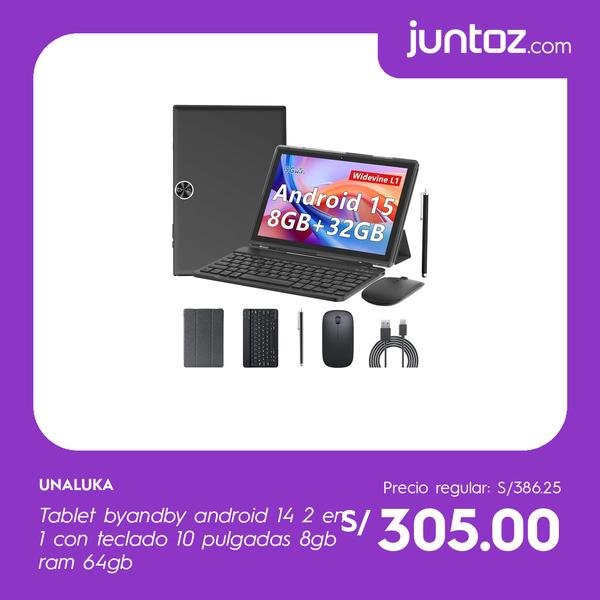 juntoz.com
Widevine L1
Android 15
8GB+32GB
UNALUKA
Tablet byandby android 14 2 en
1 con teclado 10 pulgadas 8gb
ram 64gb
Precio regular: S/386.25
S/ 305.00